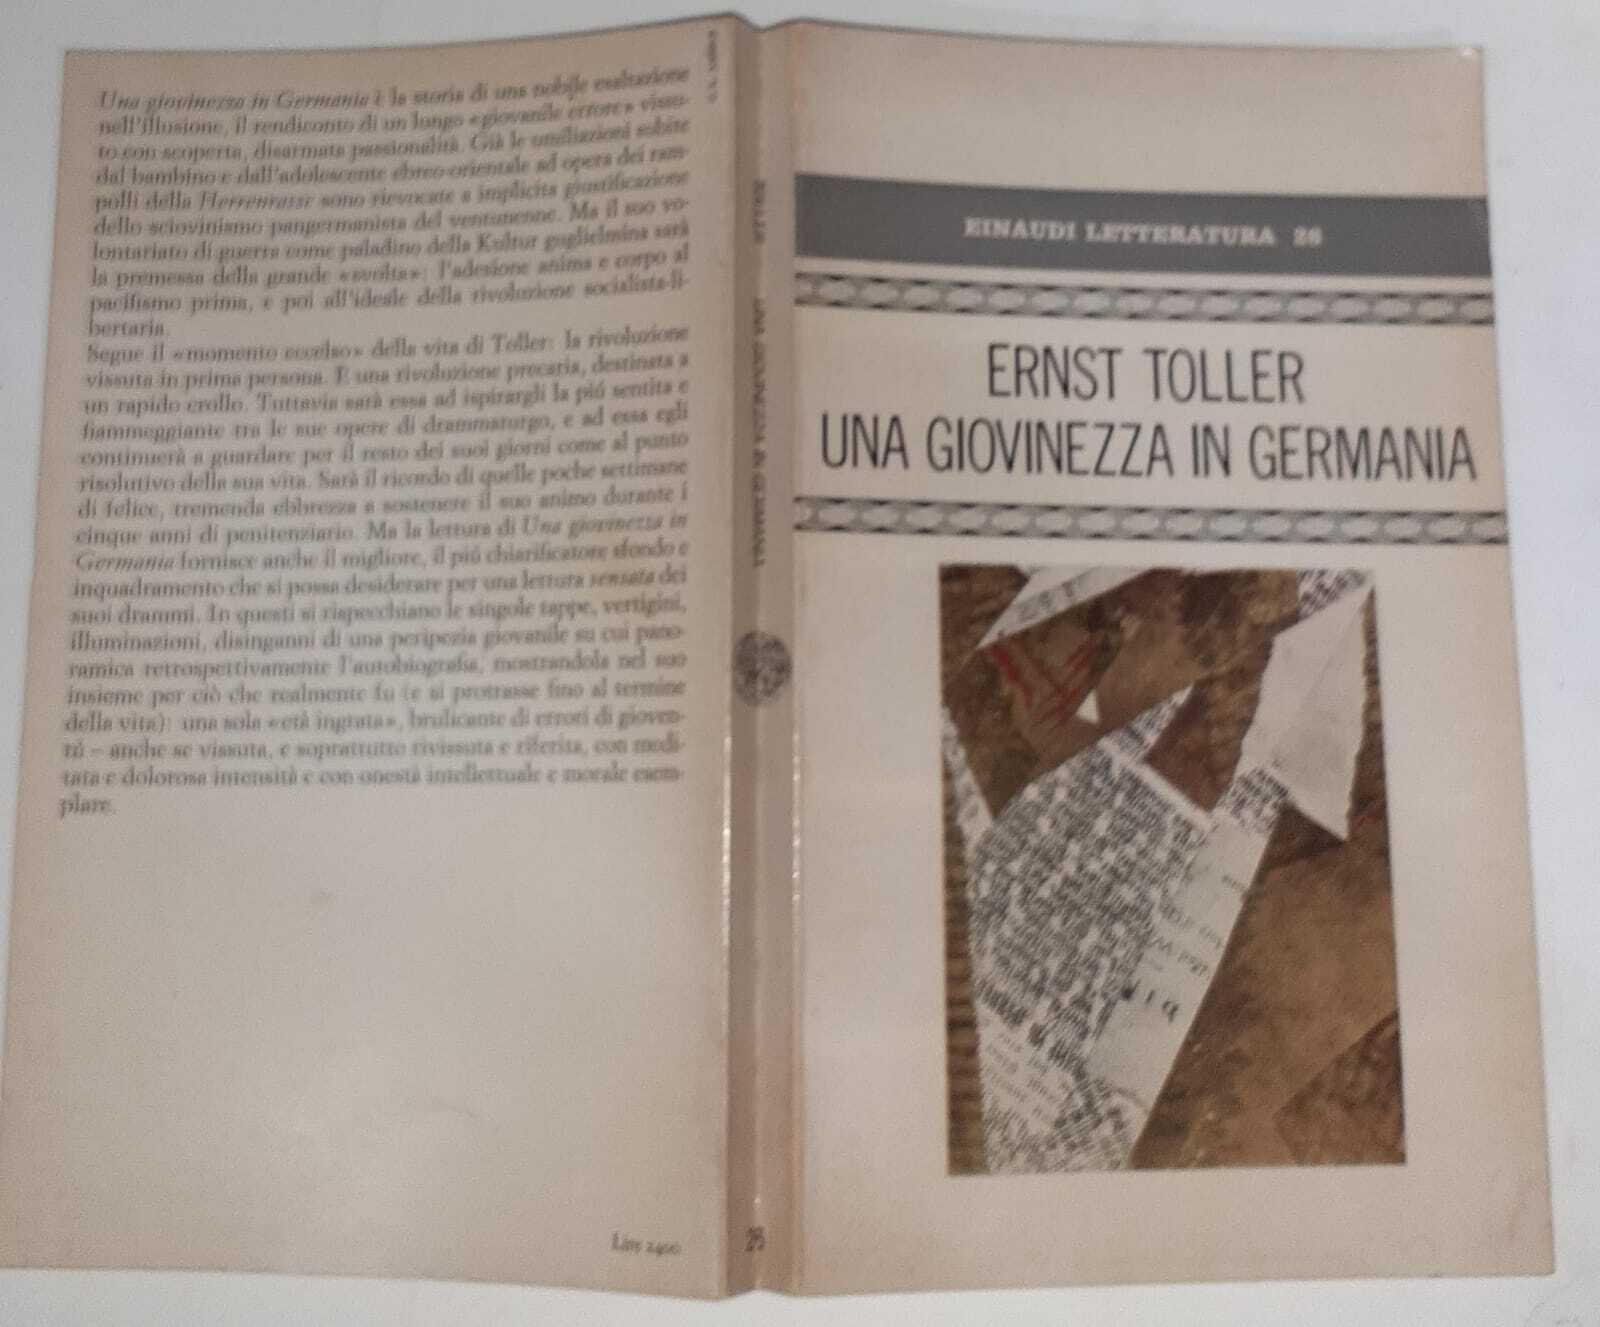 Una giovinezza in Germania è la storia di una nobile esaltazione
nell'illusione, il rendiconto di un lungo «giovanile errore» vissu-
to con scoperta, disarmata passionalità. Già le umiliazioni subite
dal bambino e dall'adolescente ebreo-orientale ad opera dei ram-
polli della Herrenrasse sono rievocate a implicita giustificazione
dello sciovinismo pangermanista del ventunenne. Ma il suo vo-
lontariato di guerra come paladino della Kultur guglielmina sarà
la premessa della grande «svolta»: l'adesione anima e corpo al
pacifismo prima, e poi all'ideale della rivoluzione socialista-li-
bertaria.
Segue il «momento eccelso» della vita di Toller: la rivoluzione
vissuta in prima persona. È una rivoluzione precaria, destinata a
un rapido crollo. Tuttavia sarà essa ad ispirargli la piú sentita e
fiammeggiante tra le sue opere di drammaturgo, e ad essa egli
continuerà a guardare per il resto dei suoi giorni come al punto
risolutivo della sua vita. Sarà il ricordo di quelle poche settimane
di felice, tremenda ebbrezza a sostenere il suo animo durante i
cinque anni di penitenziario. Ma la lettura di Una giovinezza in
Germania fornisce anche il migliore, il piú chiarificatore sfondo e
inquadramento che si possa desiderare per una lettura sensata dei
suoi drammi. In questi si rispecchiano le singole tappe, vertigini,
illuminazioni, disinganni di una peripezia giovanile su cui pano-
ramica retrospettivamente l'autobiografia, mostrandola nel suo
insieme per ciò che realmente fu (e si protrasse fino al termine
della vita): una sola «età ingrata», brulicante di errori di gioven-
tú – anche se vissuta, e soprattutto rivissuta e riferita, con medi-
tata e dolorosa intensità e con onestà intellettuale e morale esem-
plare.
Lire 2400
TOLLER UNA GIOVINEZZA IN GERMANIA
26
EINAUDI LETTERATURA 26
ERNST TOLLER
UNA GIOVINEZZA IN GERMANIA